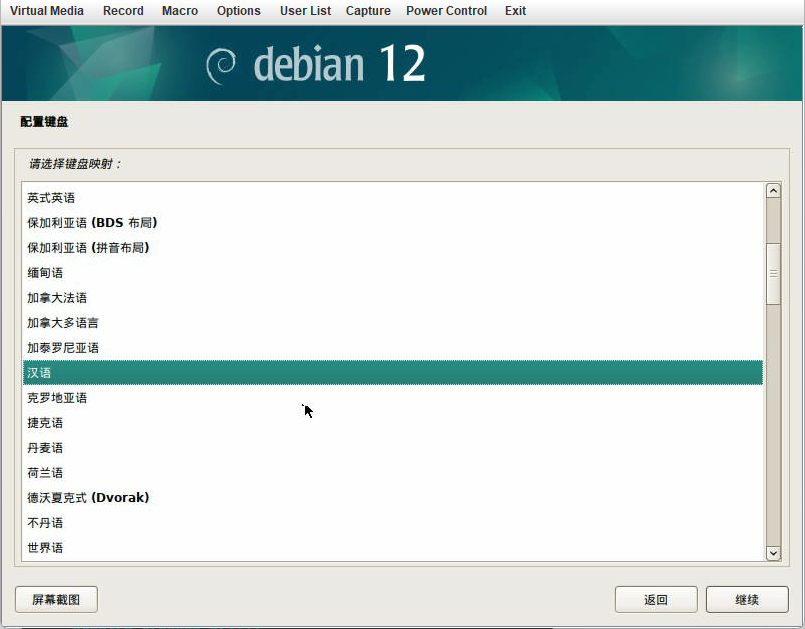 Virtual Media Record Macro Options User List Capture Power Control Exit
debian 12
配置键盘
请选择键盘映射：
英式英语
保加利亚语 (BDS 布局)
保加利亚语 (拼音布局)
缅甸语
加拿大法语
加拿大多语言
加泰罗尼亚语
汉语
克罗地亚语
捷克语
丹麦语
荷兰语
德沃夏克式 (Dvorak)
不丹语
世界语
屏幕截图 返回 继续